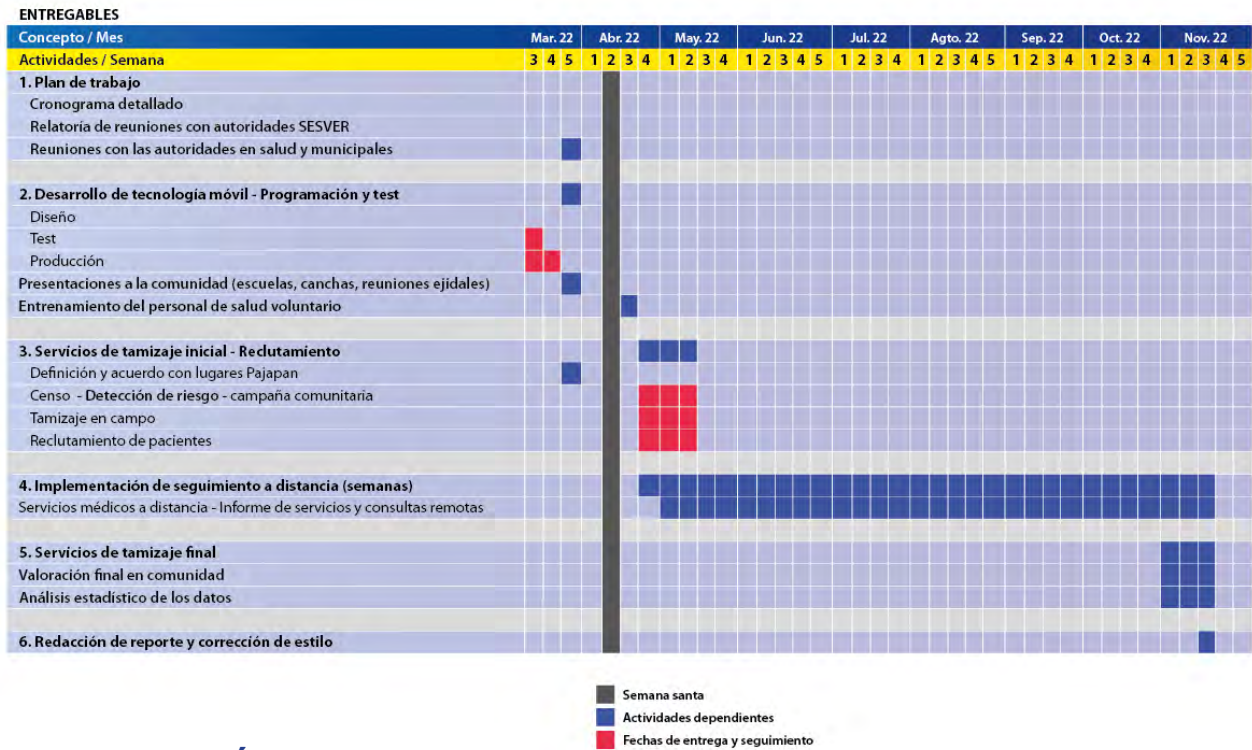 ENTREGABLES
Concepto / Mes Mar. 22 Abr. 22 May. 22 Jun. 22 Jul. 22 Agto. 22 Sep. 22 Oct. 22 Nov. 22
Actividades / Semana 3 4 5 1 2 3 4 1 2 3 4 1 2 3 4 5 1 2 3 4 1 2 3 4 5 1 2 3 4 1 2 3 4 1 2 3 4 5
1. Plan de trabajo
Cronograma detallado
Relatoría de reuniones con autoridades SESVER
Reuniones con las autoridades en salud y municipales
2. Desarrollo de tecnología móvil - Programación y test
Diseño
Test
Producción
Presentaciones a la comunidad (escuelas, canchas, reuniones ejidales)
Entrenamiento del personal de salud voluntario
3. Servícios de tamizaje inicial - Reclutamiento
Definición y acuerdo con lugares Pajapan
Censo - Detección de riesgo - campaña comunitaria
Tamizaje en campo
Reclutamiento de pacientes
4. Implementación de seguimiento a distancia (semanas)
Servicios médicos a distancia - Informe de servicios y consultas remotas
5. Servícios de tamizaje final
Valoración final en comunidad
Análisis estadístico de los datos
6. Redacción de reporte y corrección de estilo
Semana santa
Actividades dependientes
Fechas de entrega y seguimiento